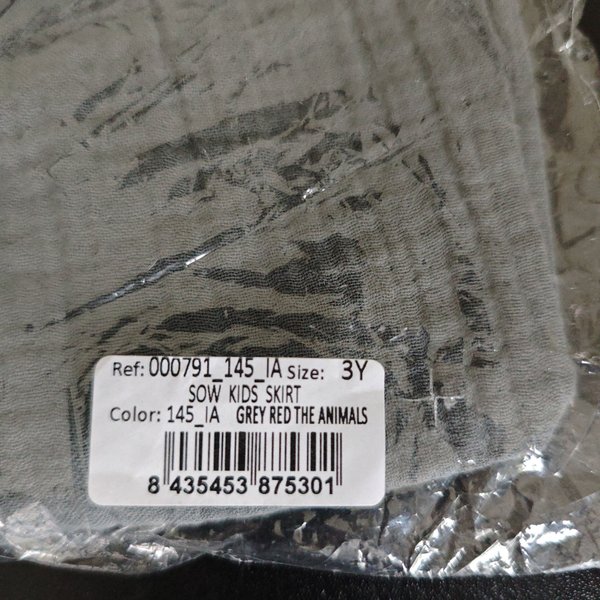 Ref: 000791_145_IA Size: 3Y
SOW KIDS SKIRT
Color: 145_IA GREY RED THE ANIMALS
8 435453 875301